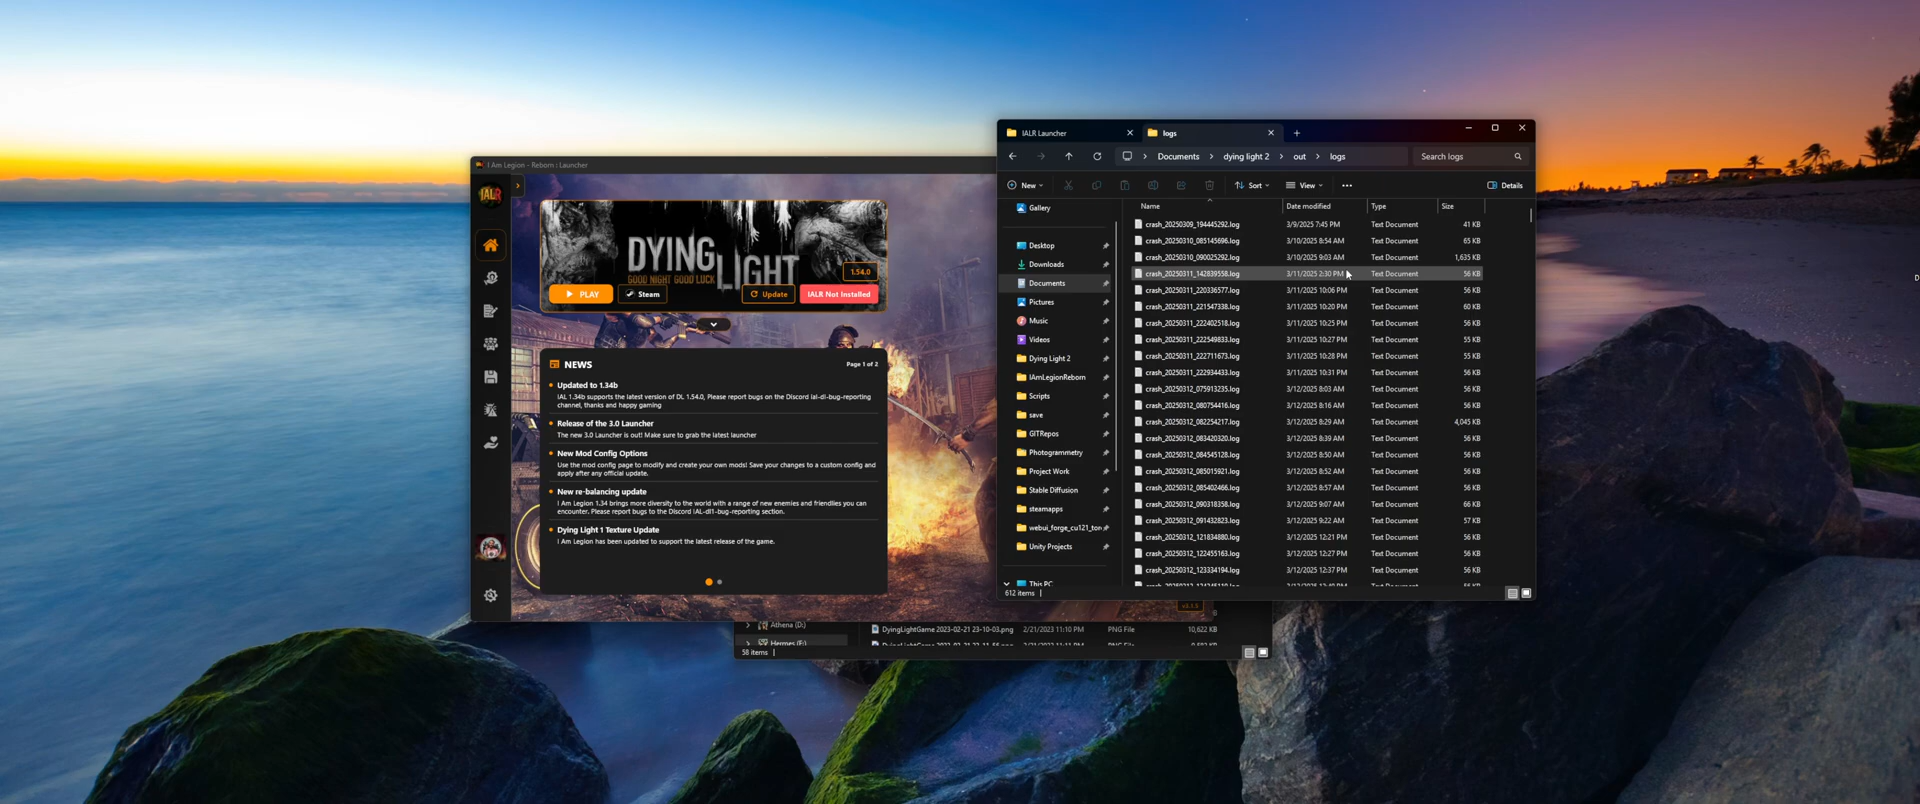 I Am Legion - Reborn : Launcher
IALR
DYING
LIGHT
GOOD NIGHT GOOD LUCK
1.54.0
PLAY
Steam
Update
IALR Not Installed
NEWS
Page 1 of 2
Updated to 1.34b
IAL 1.34b supports the latest version of DL 1.54.0, Please report bugs on the Discord ial-dl-bug-reporting
channel, thanks and happy gaming
Release of the 3.0 Launcher
The new 3.0 Launcher is out! Make sure to grab the latest launcher
New Mod Config Options
Use the mod config page to modify and create your own mods! Save your changes to a custom config and
apply after any official update.
New re-balancing update
I Am Legion 1.34 brings more diversity to the world with a range of new enemies and friendlies you can
encounter. Please report bugs to the Discord IAL-dl1-bug-reporting section.
Dying Light 1 Texture Update
I Am Legion has been updated to support the latest release of the game.
v3.1.5
IALR Launcher
logs
Documents > dying light 2 > out > logs
Search logs
New
Sort
View
Details
Gallery
Desktop
Downloads
Documents
Pictures
Music
Videos
Dying Light 2
IAmLegionReborn
Scripts
save
GITRepos
Photogrammetry
Project Work
Stable Diffusion
steamapps
webui_forge_cu121_tor
Unity Projects
This PC
Name Date modified Type Size
crash_20250309_194445292.log 3/9/2025 7:45 PM Text Document 41 KB
crash_20250310_085145696.log 3/10/2025 8:54 AM Text Document 65 KB
crash_20250310_090025292.log 3/10/2025 9:03 AM Text Document 1,635 KB
crash_20250311_142839558.log 3/11/2025 2:30 PM Text Document 56 KB
crash_20250311_220336577.log 3/11/2025 10:06 PM Text Document 56 KB
crash_20250311_221547338.log 3/11/2025 10:20 PM Text Document 60 KB
crash_20250311_222402518.log 3/11/2025 10:25 PM Text Document 56 KB
crash_20250311_222549833.log 3/11/2025 10:27 PM Text Document 55 KB
crash_20250311_222711673.log 3/11/2025 10:28 PM Text Document 55 KB
crash_20250311_222934433.log 3/11/2025 10:31 PM Text Document 56 KB
crash_20250312_075913235.log 3/12/2025 8:03 AM Text Document 56 KB
crash_20250312_080754416.log 3/12/2025 8:16 AM Text Document 56 KB
crash_20250312_082254217.log 3/12/2025 8:29 AM Text Document 4,045 KB
crash_20250312_083420320.log 3/12/2025 8:39 AM Text Document 56 KB
crash_20250312_084545128.log 3/12/2025 8:50 AM Text Document 56 KB
crash_20250312_085015921.log 3/12/2025 8:52 AM Text Document 56 KB
crash_20250312_085402466.log 3/12/2025 8:57 AM Text Document 56 KB
crash_20250312_090318358.log 3/12/2025 9:07 AM Text Document 66 KB
crash_20250312_091432823.log 3/12/2025 9:22 AM Text Document 57 KB
crash_20250312_121834880.log 3/12/2025 12:21 PM Text Document 56 KB
crash_20250312_122455163.log 3/12/2025 12:27 PM Text Document 56 KB
crash_20250312_123334194.log 3/12/2025 12:37 PM Text Document 56 KB
612 items
Athena (D:)
Hermes (E:)
DyingLightGame 2023-02-21 23-10-03.png 2/21/2023 11:10 PM PNG File 10,622 KB
58 items
D